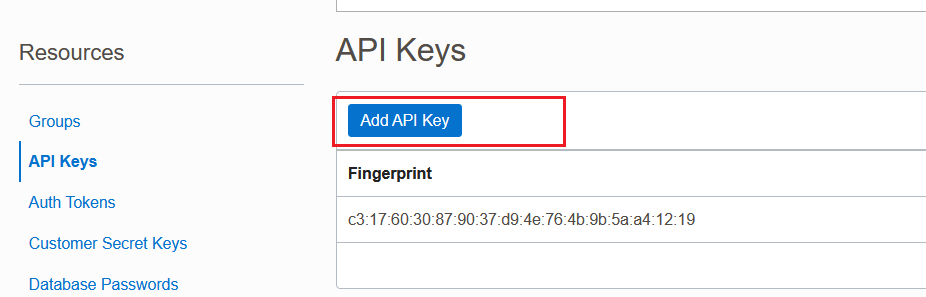 Resources
Groups
API Keys
Auth Tokens
Customer Secret Keys
Database Passwords
API Keys
Add API Key
Fingerprint
c3:17:60:30:87:90:37:d9:4e:76:4b:9b:5a:a4:12:19